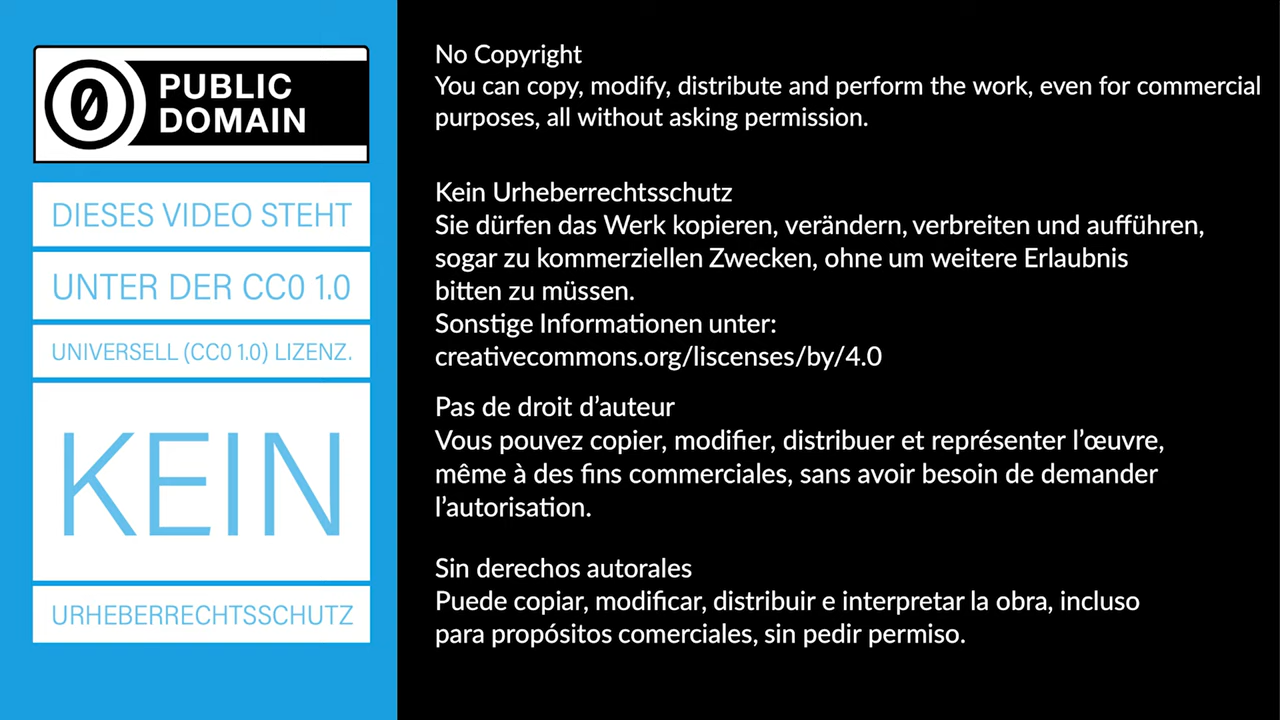 0
PUBLIC
DOMAIN
DIESES VIDEO STEHT
UNTER DER CC0 1.0
UNIVERSELL (CC0 1.0) LIZENZ.
KEIN
URHEBERRECHTSSCHUTZ
No Copyright
You can copy, modify, distribute and perform the work, even for commercial
purposes, all without asking permission.
Kein Urheberrechtsschutz
Sie dürfen das Werk kopieren, verändern, verbreiten und aufführen,
sogar zu kommerziellen Zwecken, ohne um weitere Erlaubnis
bitten zu müssen.
Sonstige Informationen unter:
creativecommons.org/liscenses/by/4.0
Pas de droit d’auteur
Vous pouvez copier, modifier, distribuer et représenter l’œuvre,
même à des fins commerciales, sans avoir besoin de demander
l’autorisation.
Sin derechos autorales
Puede copiar, modificar, distribuir e interpretar la obra, incluso
para propósitos comerciales, sin pedir permiso.